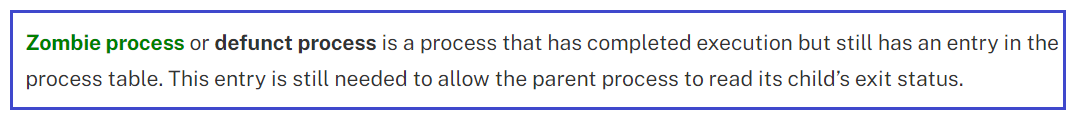 Zombie process or defunct process is a process that has completed execution but still has an entry in the
process table. This entry is still needed to allow the parent process to read its child’s exit status.